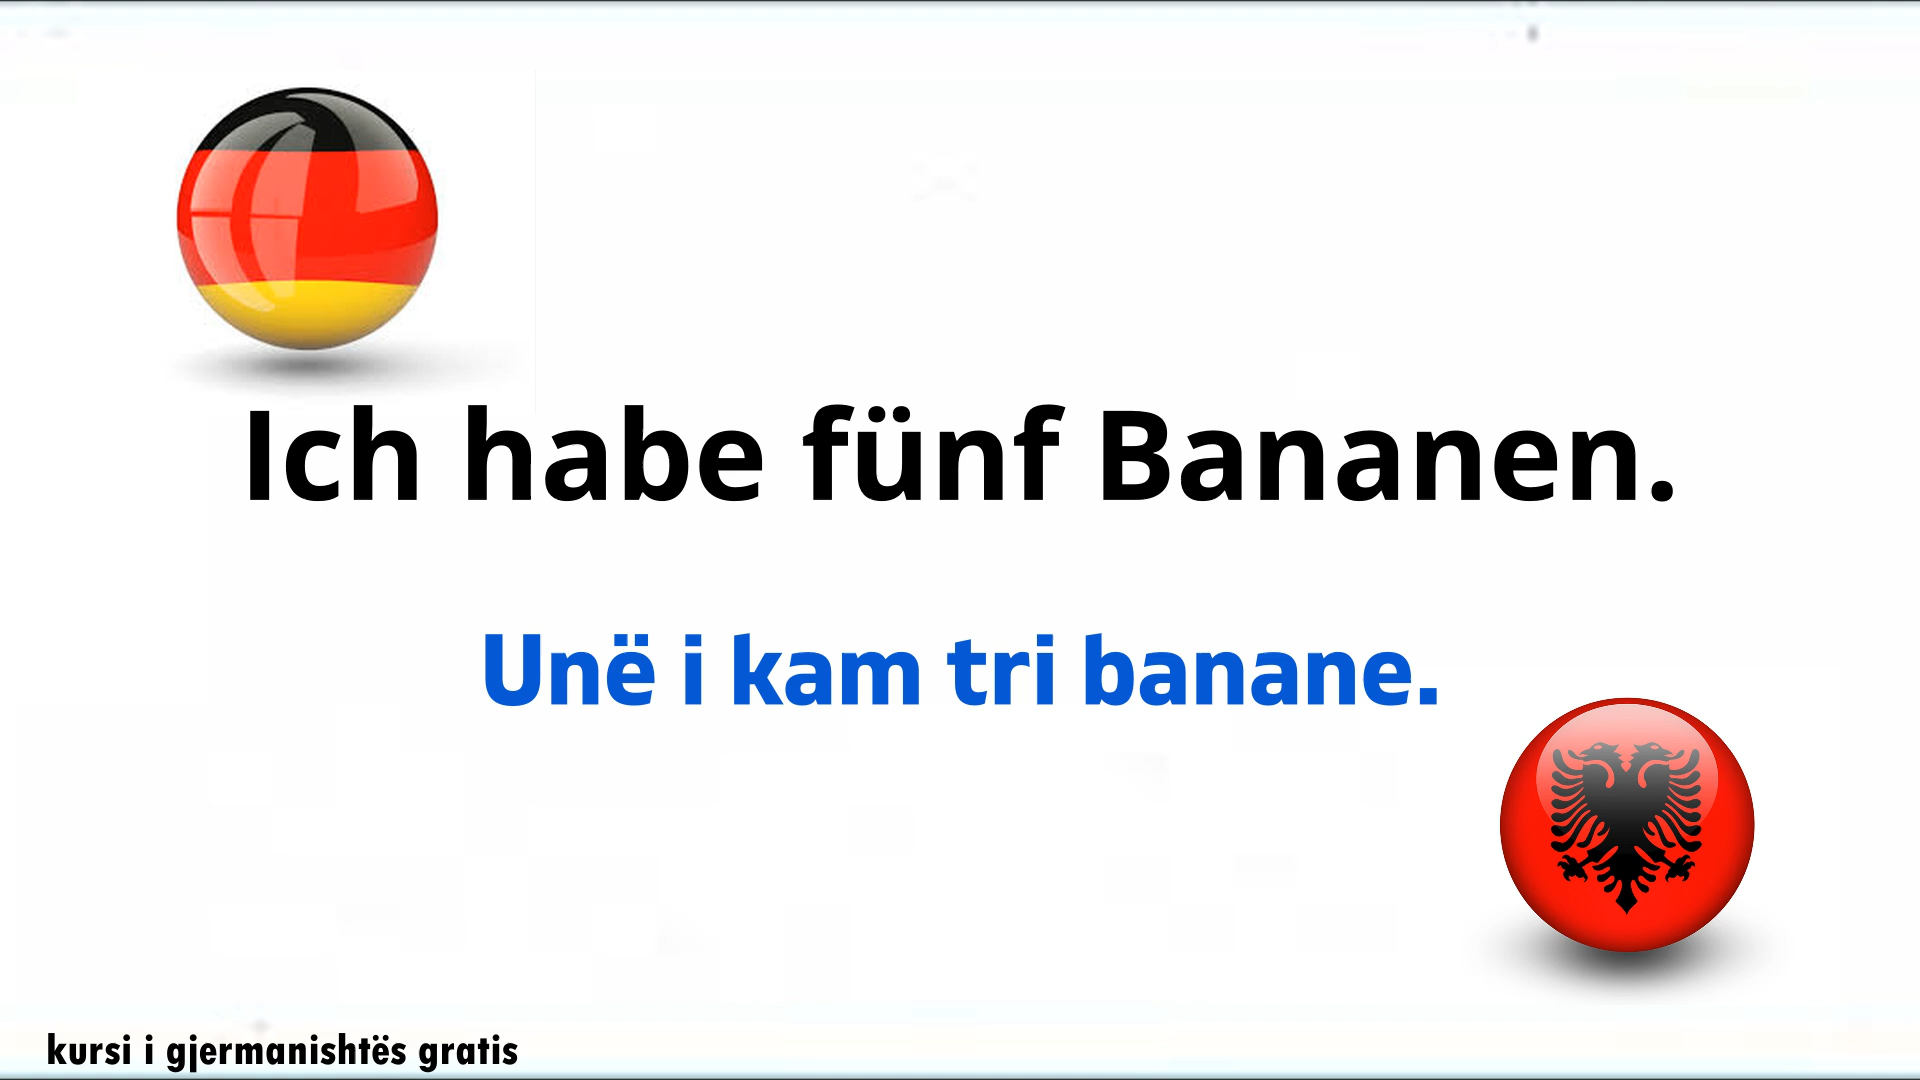 Ich habe fünf Bananen.
Unë i kam tri banane.
kursi i gjermanishtës gratis